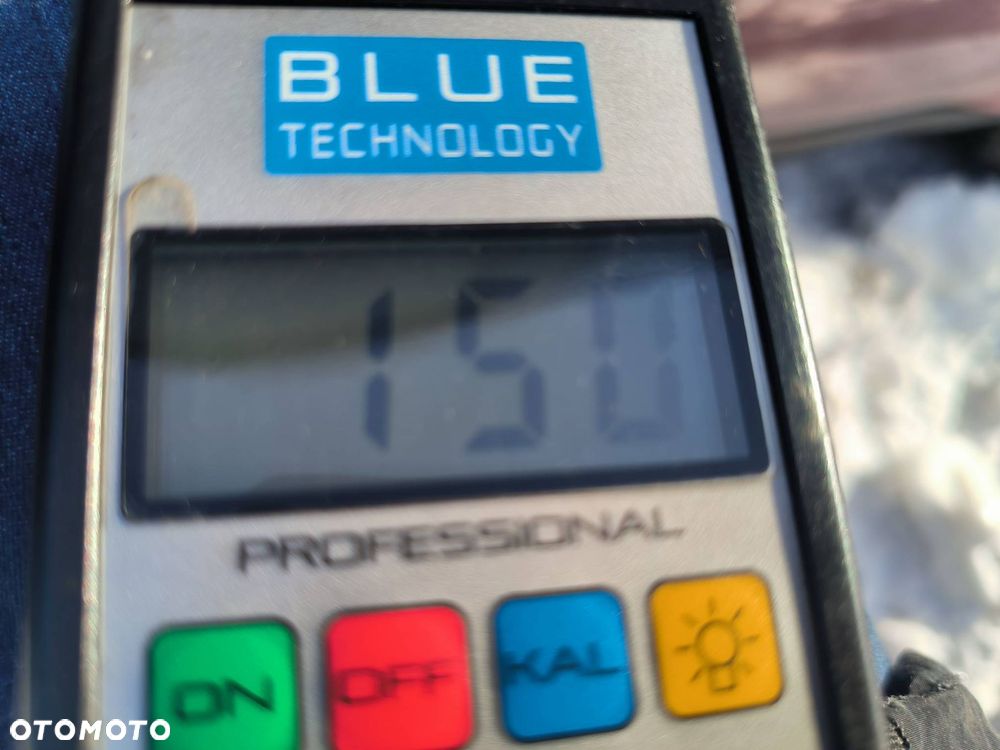 BLUE
TECHNOLOGY
150
PROFESSIONAL
ON OFF KAL
OTOMOTO